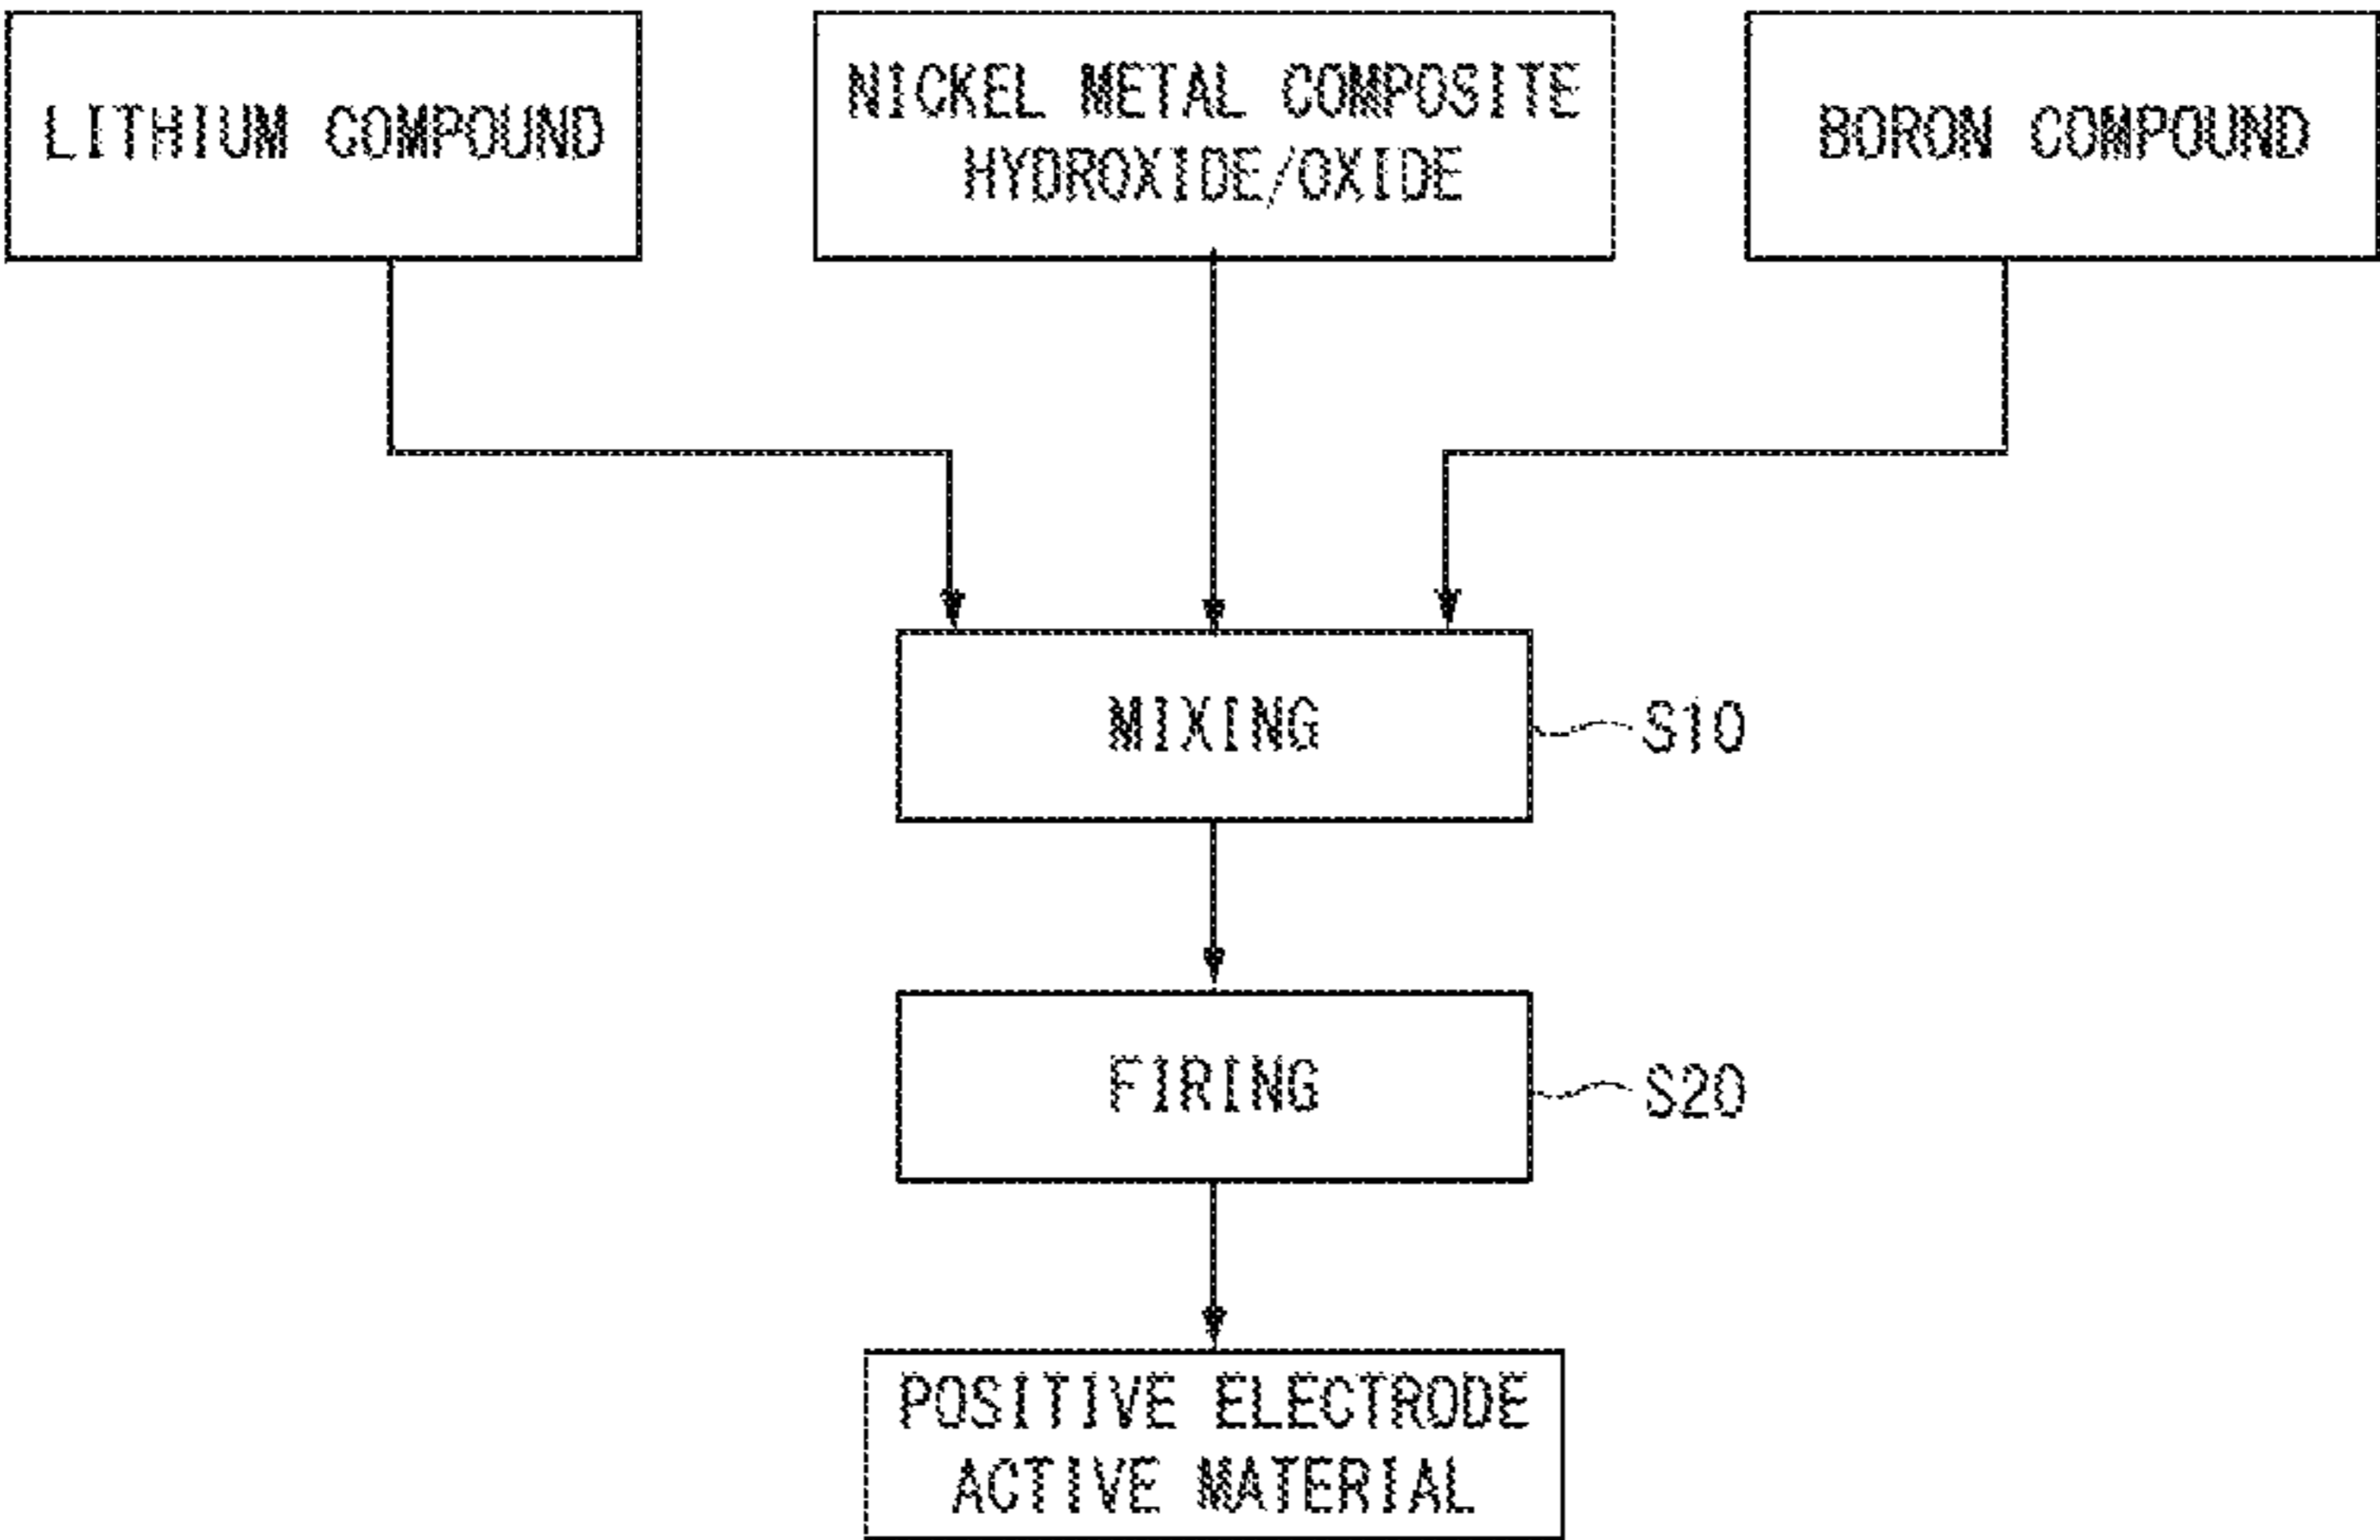 LITHIUM COMPOUND
NICKEL METAL COMPOSITE
HYDROXIDE/OXIDE
BORON COMPOUND
MIXING
S10
FIRING
S20
POSITIVE ELECTRODE
ACTIVE MATERIAL